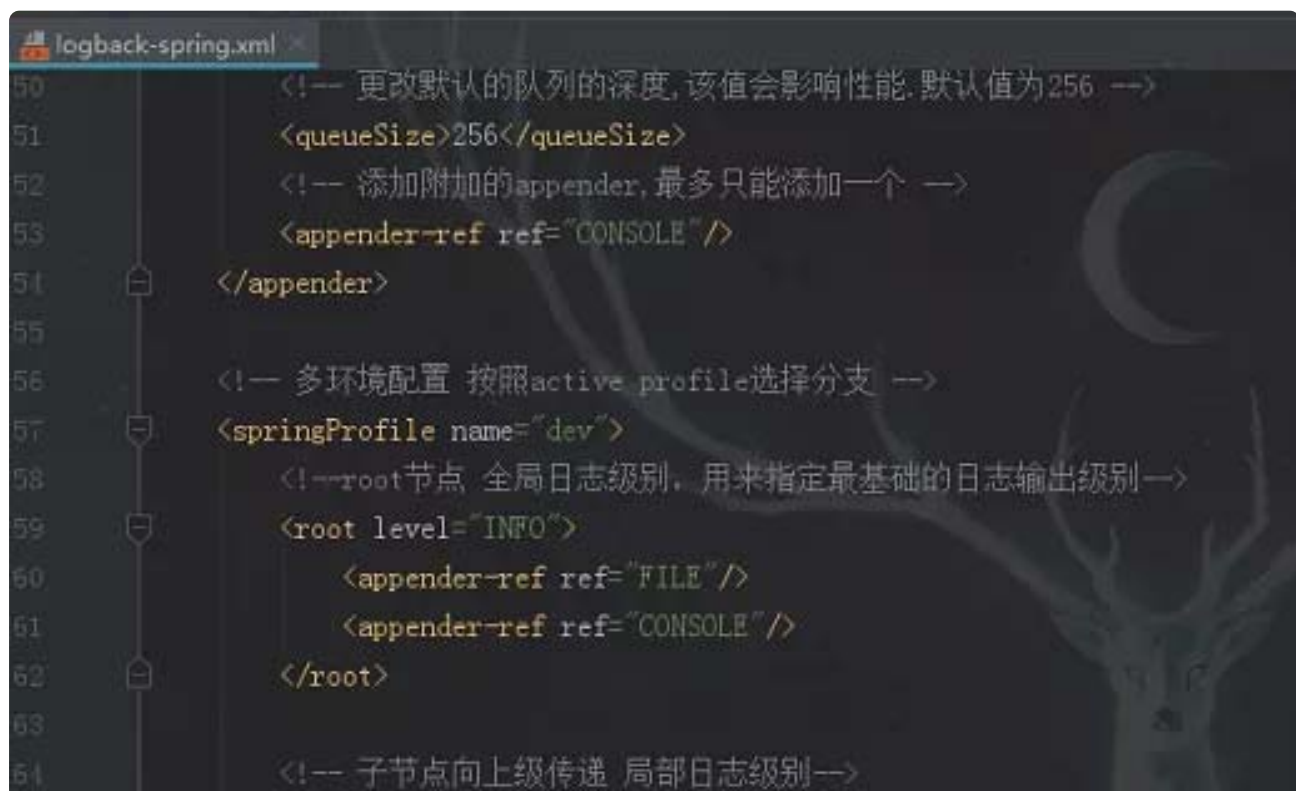 logback-spring.xml ×
50 <!-- 更改默认的队列的深度,该值会影响性能.默认值为256 -->
51 <queueSize>256</queueSize>
52 <!-- 添加附加的appender,最多只能添加一个 -->
53 <appender-ref ref="CONSOLE"/>
54 </appender>
55
56 <!-- 多环境配置 按照active profile选择分支 -->
57 <springProfile name="dev">
58 <!--root节点 全局日志级别，用来指定最基础的日志输出级别-->
59 <root level="INFO">
60 <appender-ref ref="FILE"/>
61 <appender-ref ref="CONSOLE"/>
62 </root>
63
64 <!-- 子节点向上级传递 局部日志级别-->